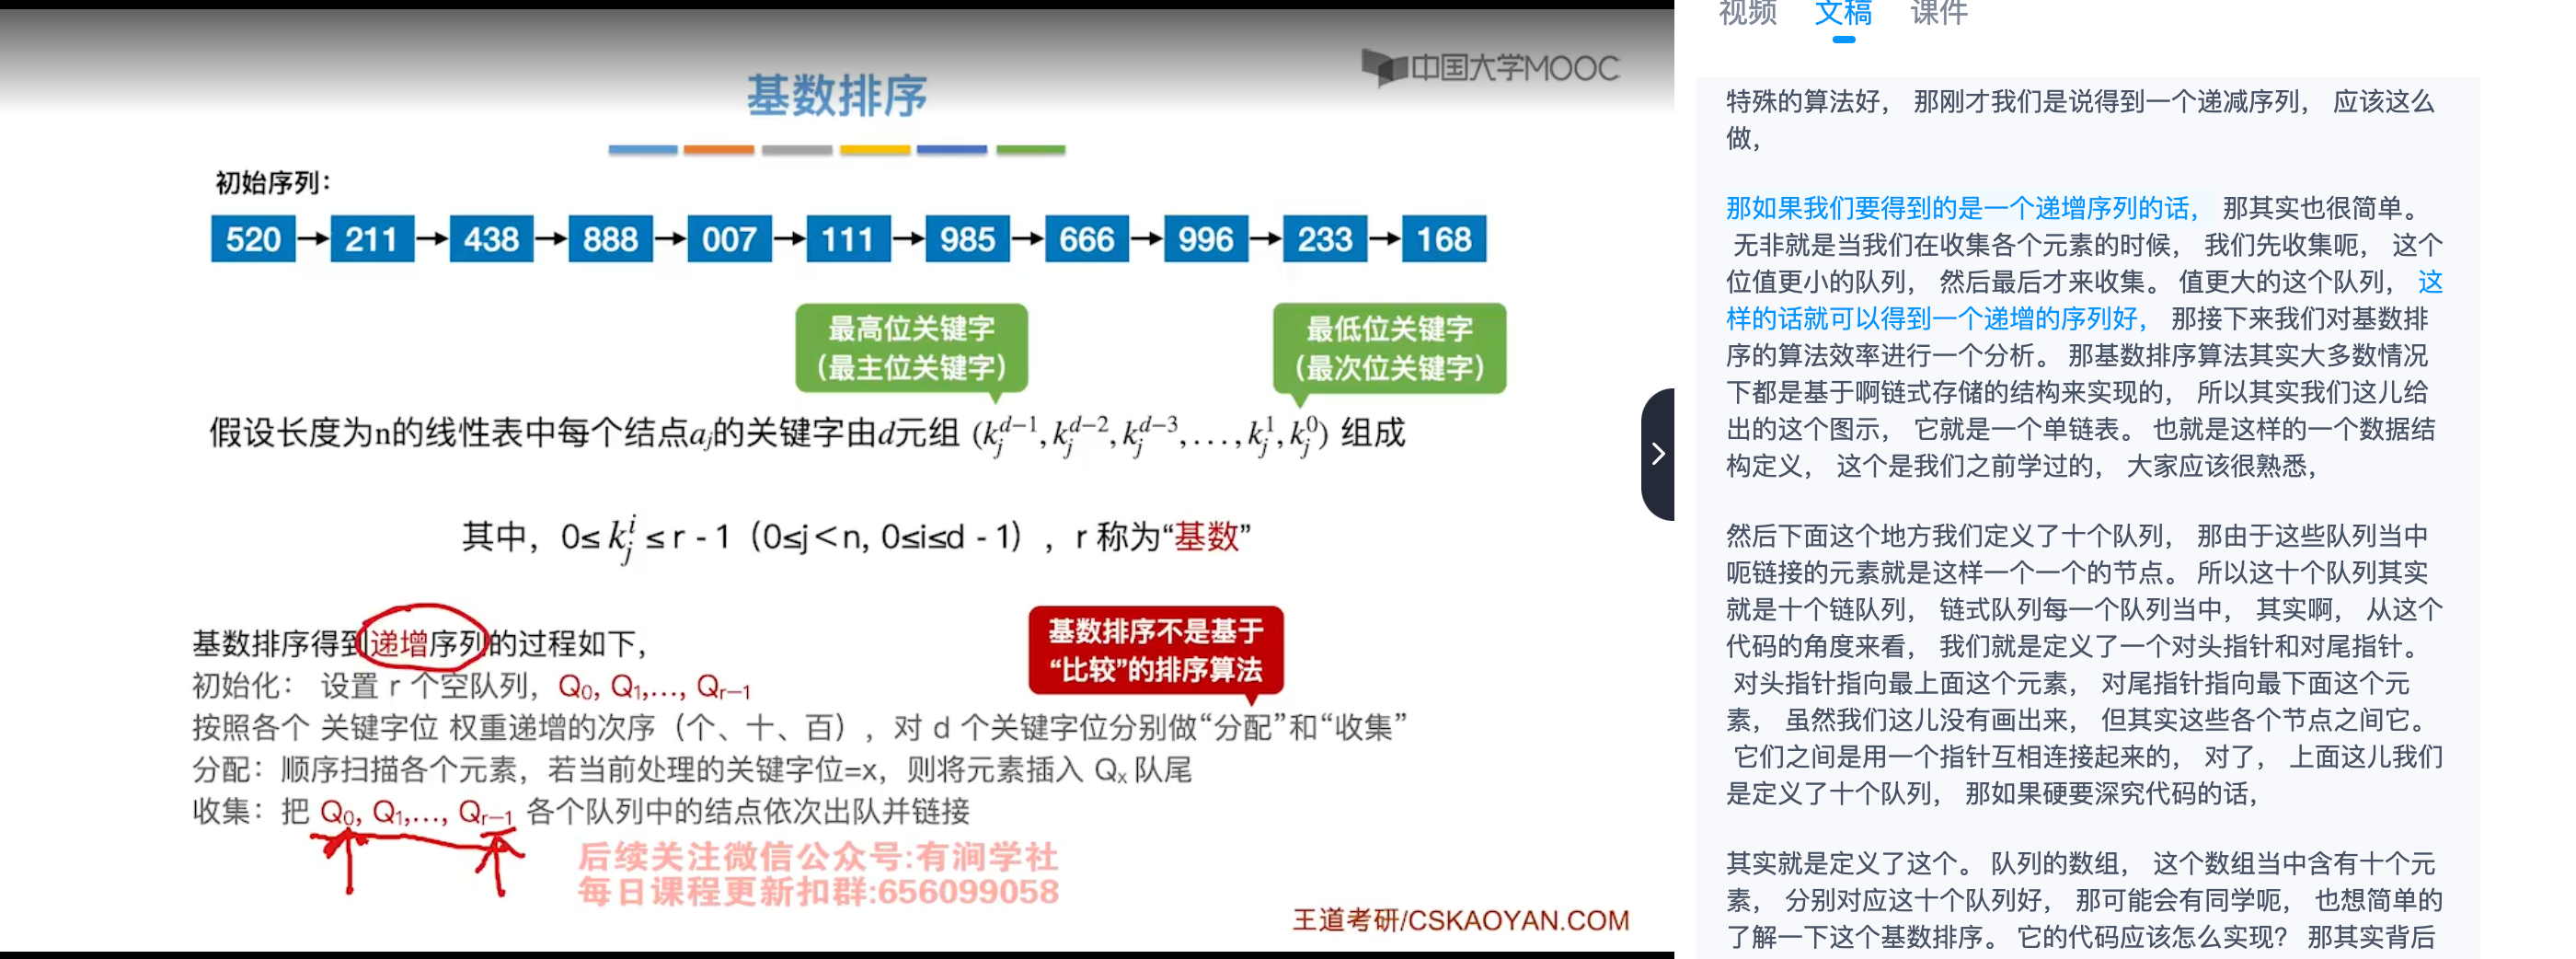 中国大学MOOC
基数排序
初始序列：
520 211 438 888 007 111 985 666 996 233 168
最高位关键字
（最主位关键字）
最低位关键字
（最次位关键字）
假设长度为n的线性表中每个结点aⱼ的关键字由d元组 (kⱼᵈ⁻¹, kⱼᵈ⁻², kⱼᵈ⁻³, . . . , kⱼ¹, kⱼ⁰) 组成
其中，0≤ kⱼⁱ ≤ r - 1（0≤j＜n, 0≤i≤d - 1），r 称为“基数”
基数排序得到递增序列的过程如下，
基数排序不是基于
“比较”的排序算法
初始化： 设置 r 个空队列，Q₀, Q₁,…, Qᵣ₋₁
按照各个 关键字位 权重递增的次序（个、十、百），对 d 个关键字位分别做“分配”和“收集”
分配：顺序扫描各个元素，若当前处理的关键字位=x，则将元素插入 Qₓ 队尾
收集：把 Q₀, Q₁,…, Qᵣ₋₁ 各个队列中的结点依次出队并链接
后续关注微信公众号:有涧学社
每日课程更新扣群:656099058
王道考研/CSKAOYAN.COM
视频 文稿 课件
特殊的算法好， 那刚才我们是说得到一个递减序列， 应该这么
做，
那如果我们要得到的是一个递增序列的话， 那其实也很简单。
无非就是当我们在收集各个元素的时候， 我们先收集呃， 这个
位值更小的队列， 然后最后才来收集。 值更大的这个队列， 这
样的话就可以得到一个递增的序列好， 那接下来我们对基数排
序的算法效率进行一个分析。 那基数排序算法其实大多数情况
下都是基于啊链式存储的结构来实现的， 所以其实我们这儿给
出的这个图示， 它就是一个单链表。 也就是这样的一个数据结
构定义， 这个是我们之前学过的， 大家应该很熟悉，
然后下面这个地方我们定义了十个队列， 那由于这些队列当中
呃链接的元素就是这样一个一个的节点。 所以这十个队列其实
就是十个链队列， 链式队列每一个队列当中， 其实啊， 从这个
代码的角度来看， 我们就是定义了一个对头指针和对尾指针。
对头指针指向最上面这个元素， 对尾指针指向最下面这个元
素， 虽然我们这儿没有画出来， 但其实这些各个节点之间它。
它们之间是用一个指针互相连接起来的， 对了， 上面这儿我们
是定义了十个队列， 那如果硬要深究代码的话，
其实就是定义了这个。 队列的数组， 这个数组当中含有十个元
素， 分别对应这十个队列好， 那可能会有同学呃， 也想简单的
了解一下这个基数排序。 它的代码应该怎么实现？ 那其实背后